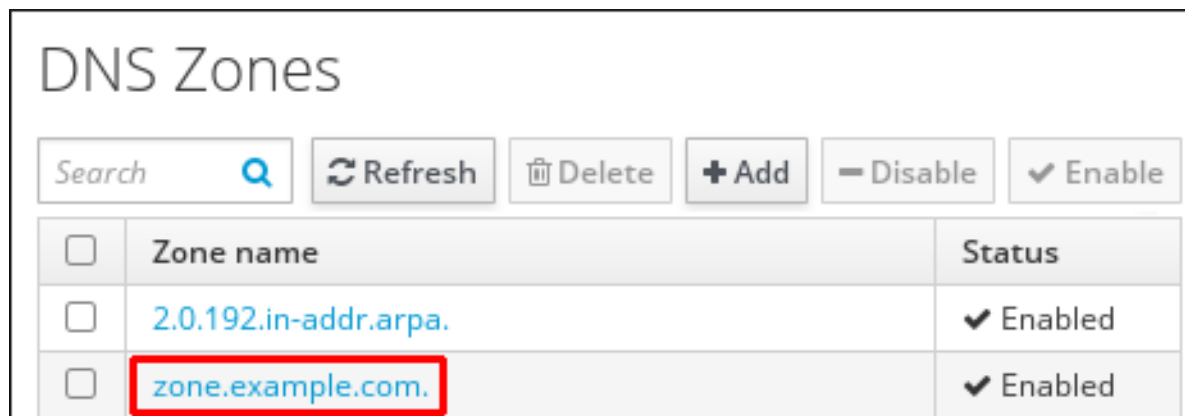 DNS Zones
Search Refresh Delete Add Disable Enable
Zone name Status
2.0.192.in-addr.arpa. Enabled
zone.example.com. Enabled